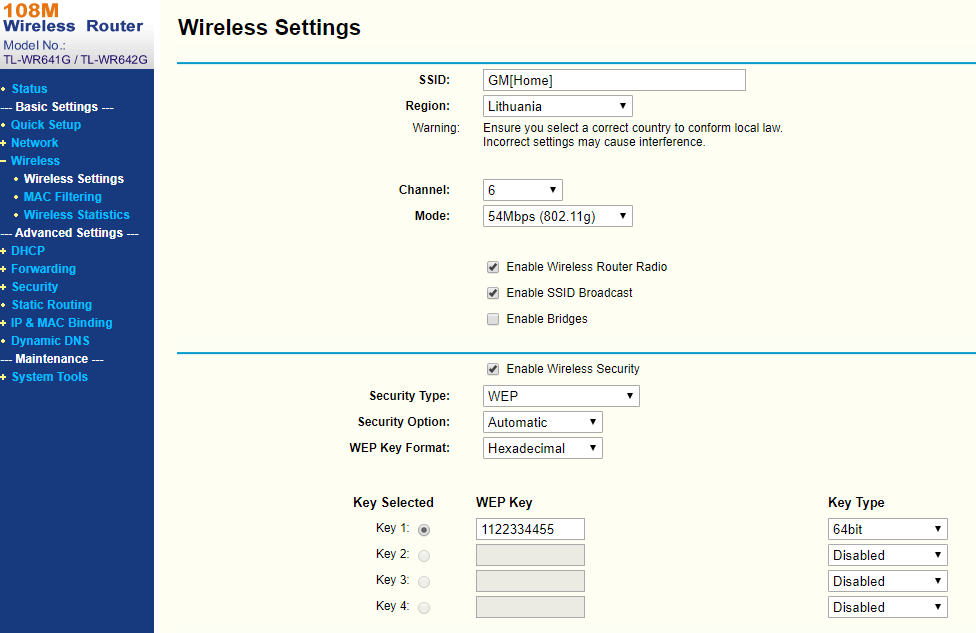 108M
Wireless Router
Model No.:
TL-WR641G / TL-WR642G
Status
--- Basic Settings ---
Quick Setup
Network
Wireless
Wireless Settings
MAC Filtering
Wireless Statistics
--- Advanced Settings ---
DHCP
Forwarding
Security
Static Routing
IP & MAC Binding
Dynamic DNS
--- Maintenance ---
System Tools
Wireless Settings
SSID: GM[Home]
Region: Lithuania
Warning: Ensure you select a correct country to conform local law.
Incorrect settings may cause interference.
Channel: 6
Mode: 54Mbps (802.11g)
Enable Wireless Router Radio
Enable SSID Broadcast
Enable Bridges
Enable Wireless Security
Security Type: WEP
Security Option: Automatic
WEP Key Format: Hexadecimal
Key Selected WEP Key Key Type
Key 1: 1122334455 64bit
Key 2: Disabled
Key 3: Disabled
Key 4: Disabled